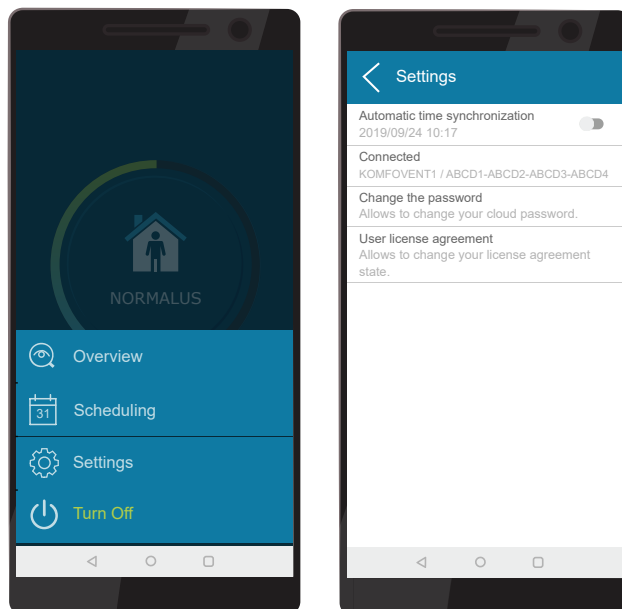 NORMALUS
Overview
31
Scheduling
Settings
Turn Off
Settings
Automatic time synchronization
2019/09/24 10:17
Connected
KOMFOVENT1 / ABCD1-ABCD2-ABCD3-ABCD4
Change the password
Allows to change your cloud password.
User license agreement
Allows to change your license agreement
state.